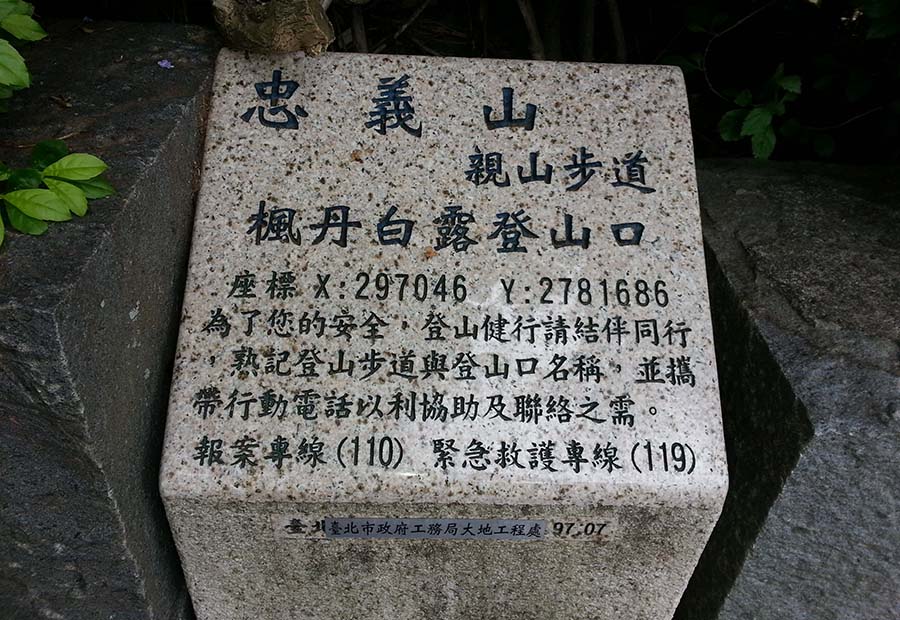 忠義山
親山步道
楓丹白露登山口
座標 X:297046 Y:2781686
為了您的安全，登山健行請結伴同行
，熟記登山步道與登山口名稱，並攜
帶行動電話以利協助及聯絡之需。
報案專線(110) 緊急救護專線(119)
臺北市政府工務局大地工程處 97.07